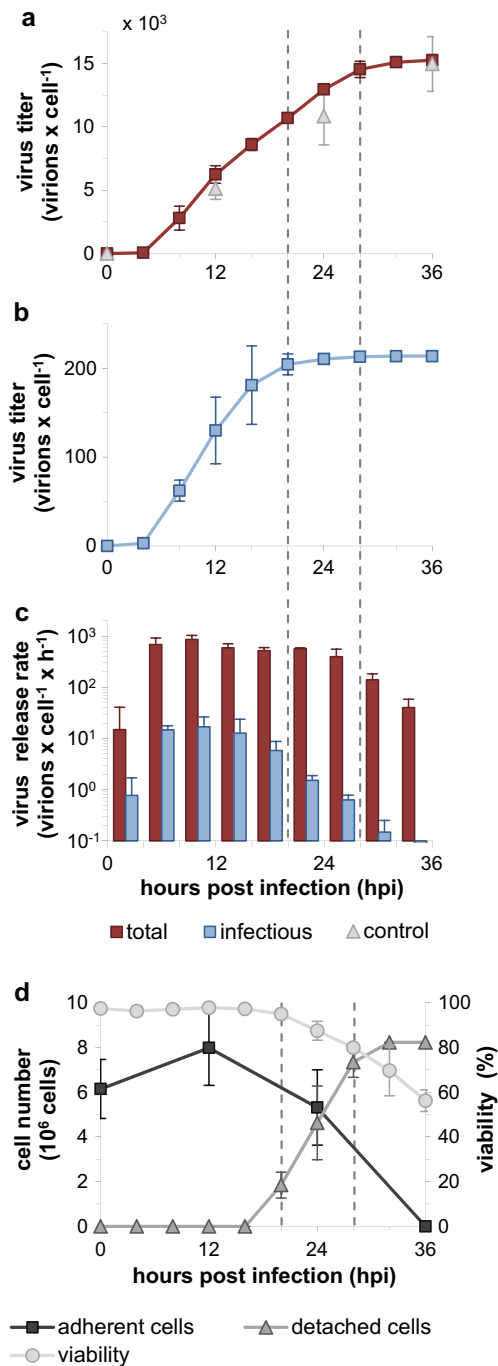 a
x 10³
virus titer
(virions x cell⁻¹)
15
10
5
0
0
12
24
36
b
virus titer
(virions x cell⁻¹)
200
100
0
0
12
24
36
c
virus release rate
(virions x cell⁻¹ x h⁻¹)
10³
10²
10¹
10⁰
10⁻¹
0
12
24
36
hours post infection (hpi)
total
infectious
control
d
cell number
(10⁶ cells)
10
8
6
4
2
0
100
80
60
40
20
0
viability (%)
0
12
24
36
hours post infection (hpi)
adherent cells
detached cells
viability